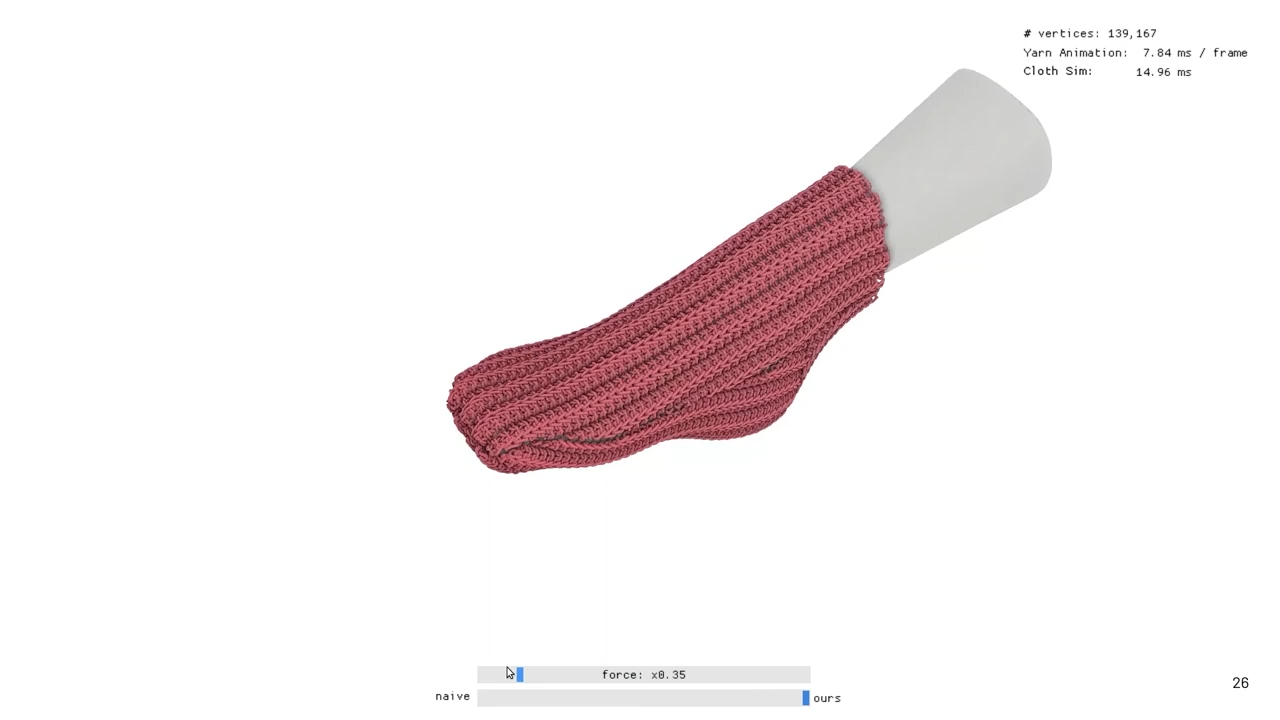 # vertices: 139,167
Yarn Animation: 7.84 ms / frame
Cloth Sim: 14.96 ms
force: x0.35
naive ours
26